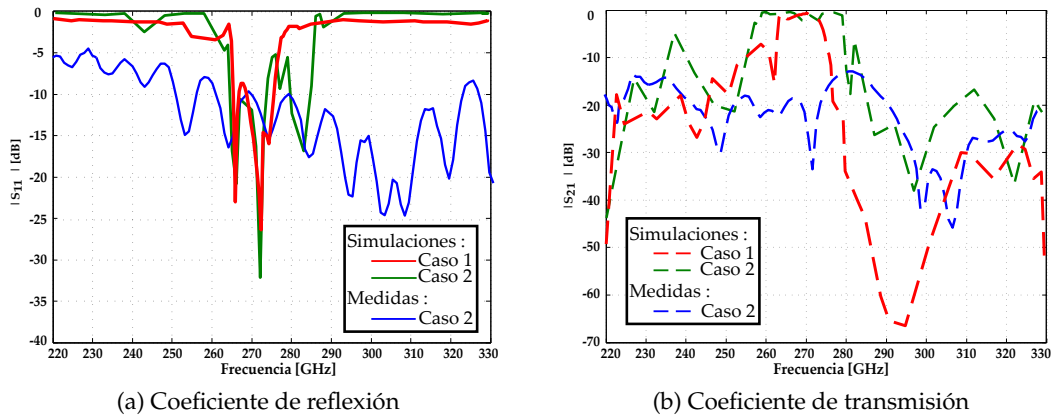 0
-5
-10
-15
-20
-25
-30
-35
-40
|S11| [dB]
220 230 240 250 260 270 280 290 300 310 320 330
Frecuencia [GHz]
Simulaciones :
Caso 1
Caso 2
Medidas :
Caso 2
(a) Coeficiente de reflexión
0
-10
-20
-30
-40
-50
-60
-70
|S21| [dB]
220 230 240 250 260 270 280 290 300 310 320 330
Frecuencia [GHz]
Simulaciones :
Caso 1
Caso 2
Medidas :
Caso 2
(b) Coeficiente de transmisión